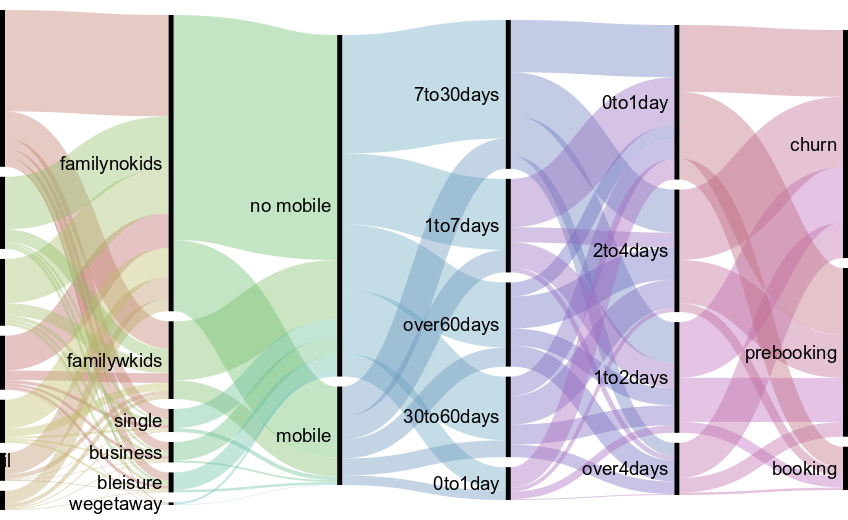 familynokids
familywkids
single
business
bleisure
wegetaway
il
no mobile
mobile
7to30days
1to7days
over60days
30to60days
0to1day
0to1day
2to4days
1to2days
over4days
churn
prebooking
booking